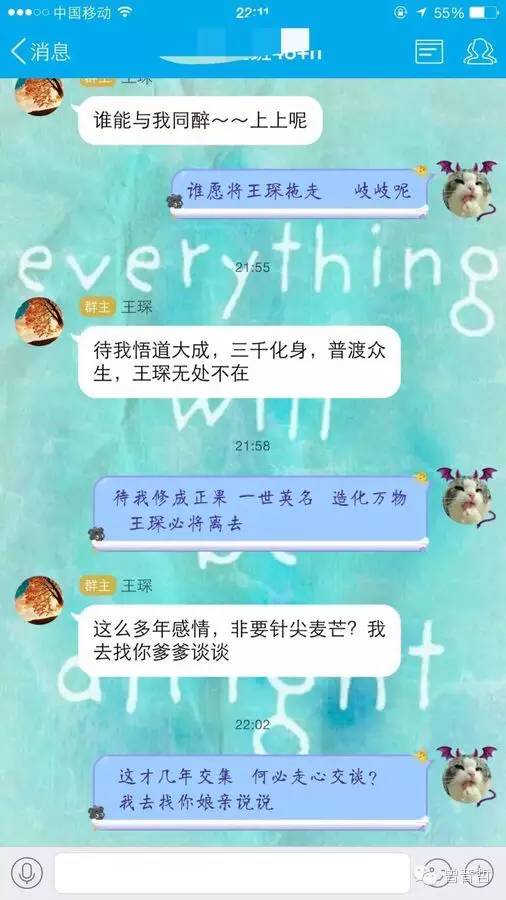 中国移动
22:11
55%
消息
王琛
谁能与我同醉～～上上呢
谁愿将王琛拖走 岐岐呢
everything
21:55
群主 王琛
待我悟道大成，三千化身，普渡众
生，王琛无处不在
will
21:58
待我修成正果 一世英名 造化万物
王琛必将离去
be
群主 王琛
这么多年感情，非要针尖麦芒？我
去找你爹爹谈谈
alright
22:02
这才几年交集 何必走心交谈？
我去找你娘亲说说
曾晋哲